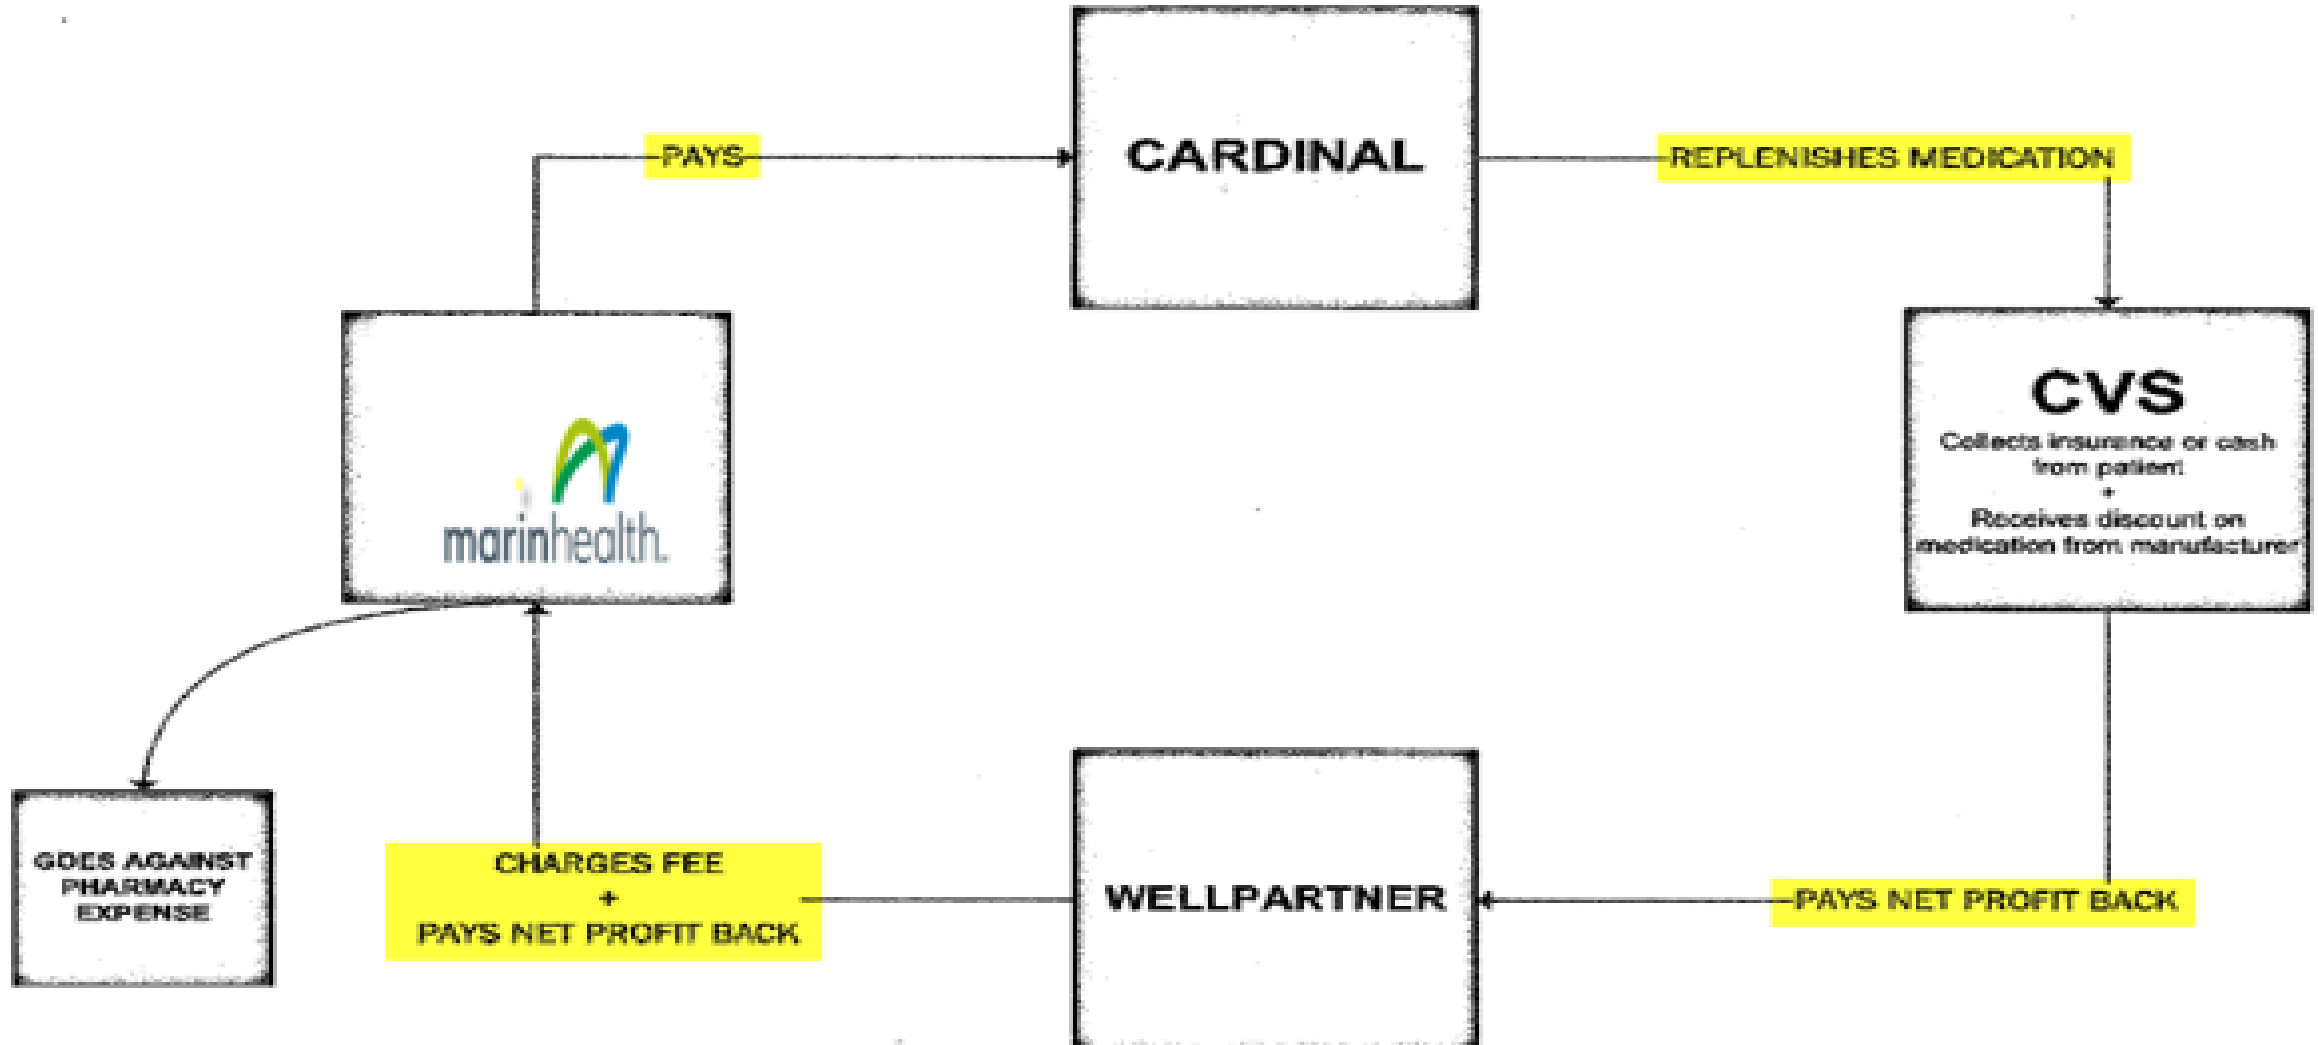 PAYS
CARDINAL
REPLENISHES MEDICATION
marinhealth.
CVS
Collects insurance or cash
from patient
+
Receives discount on
medication from manufacturer
GOES AGAINST
PHARMACY
EXPENSE
CHARGES FEE
+
PAYS NET PROFIT BACK
WELLPARTNER
PAYS NET PROFIT BACK